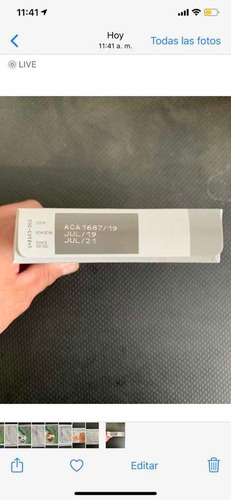 11:41
Hoy
11:41 a. m.
Todas las fotos
LIVE
ACA1687/19
JUL/19
JUL/21
Editar